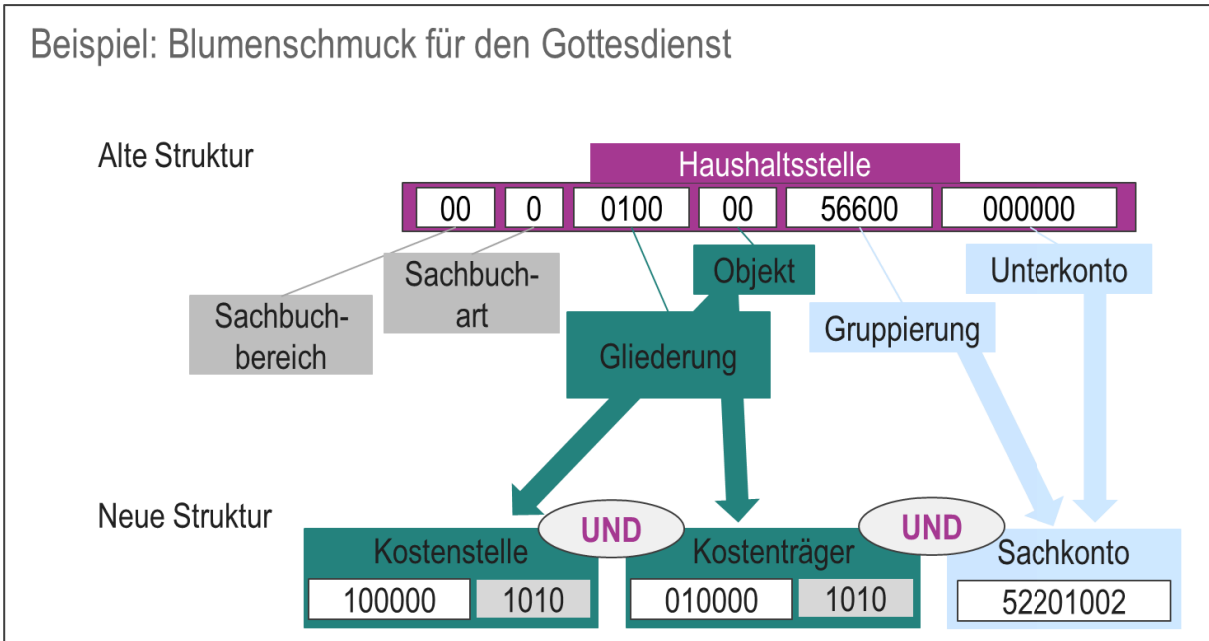 Beispiel: Blumenschmuck für den Gottesdienst
Alte Struktur
Haushaltsstelle
00 0 0100 00 56600 000000
Sachbuch-
bereich
Sachbuch-
art
Gliederung
Objekt
Gruppierung
Unterkonto
Neue Struktur
Kostenstelle
100000 1010
UND
Kostenträger
010000 1010
UND
Sachkonto
52201002